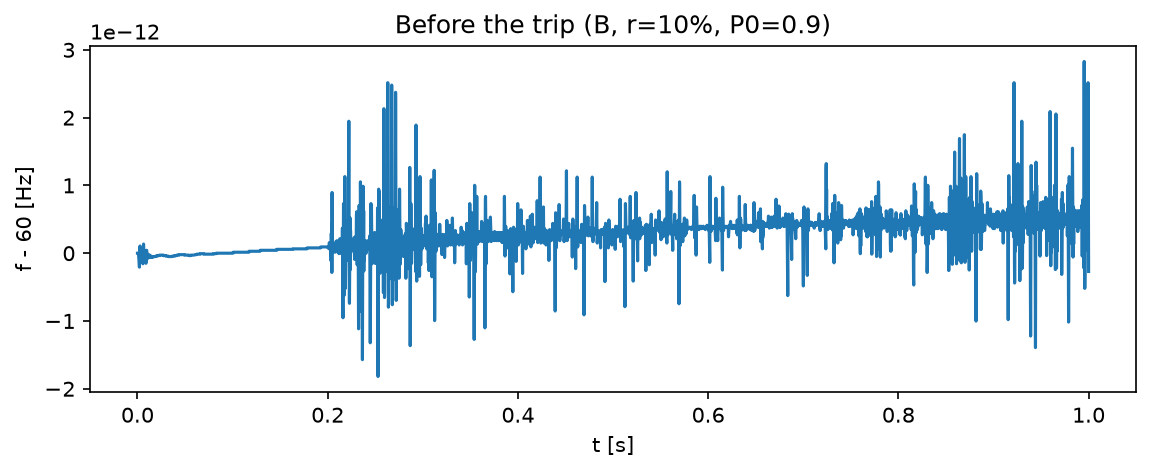 Before the trip (B, r=10%, P0=0.9)
1e−12
3
2
1
0
−1
−2
f - 60 [Hz]
0.0 0.2 0.4 0.6 0.8 1.0
t [s]